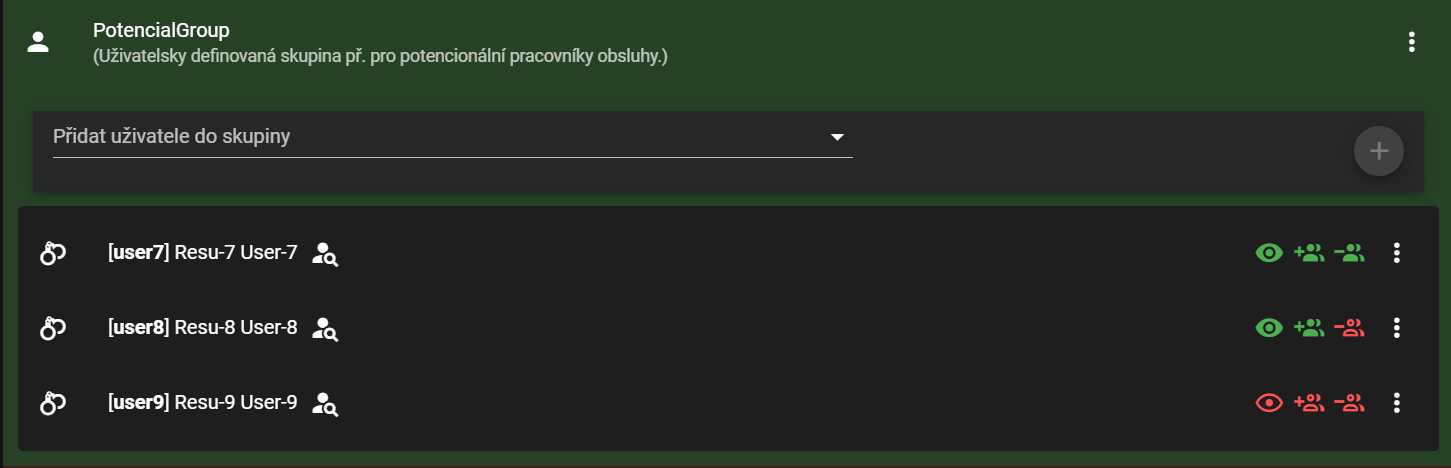 PotencialGroup
(Uživatelsky definovaná skupina př. pro potencionální pracovníky obsluhy.)
Přidat uživatele do skupiny
[user7] Resu-7 User-7
[user8] Resu-8 User-8
[user9] Resu-9 User-9